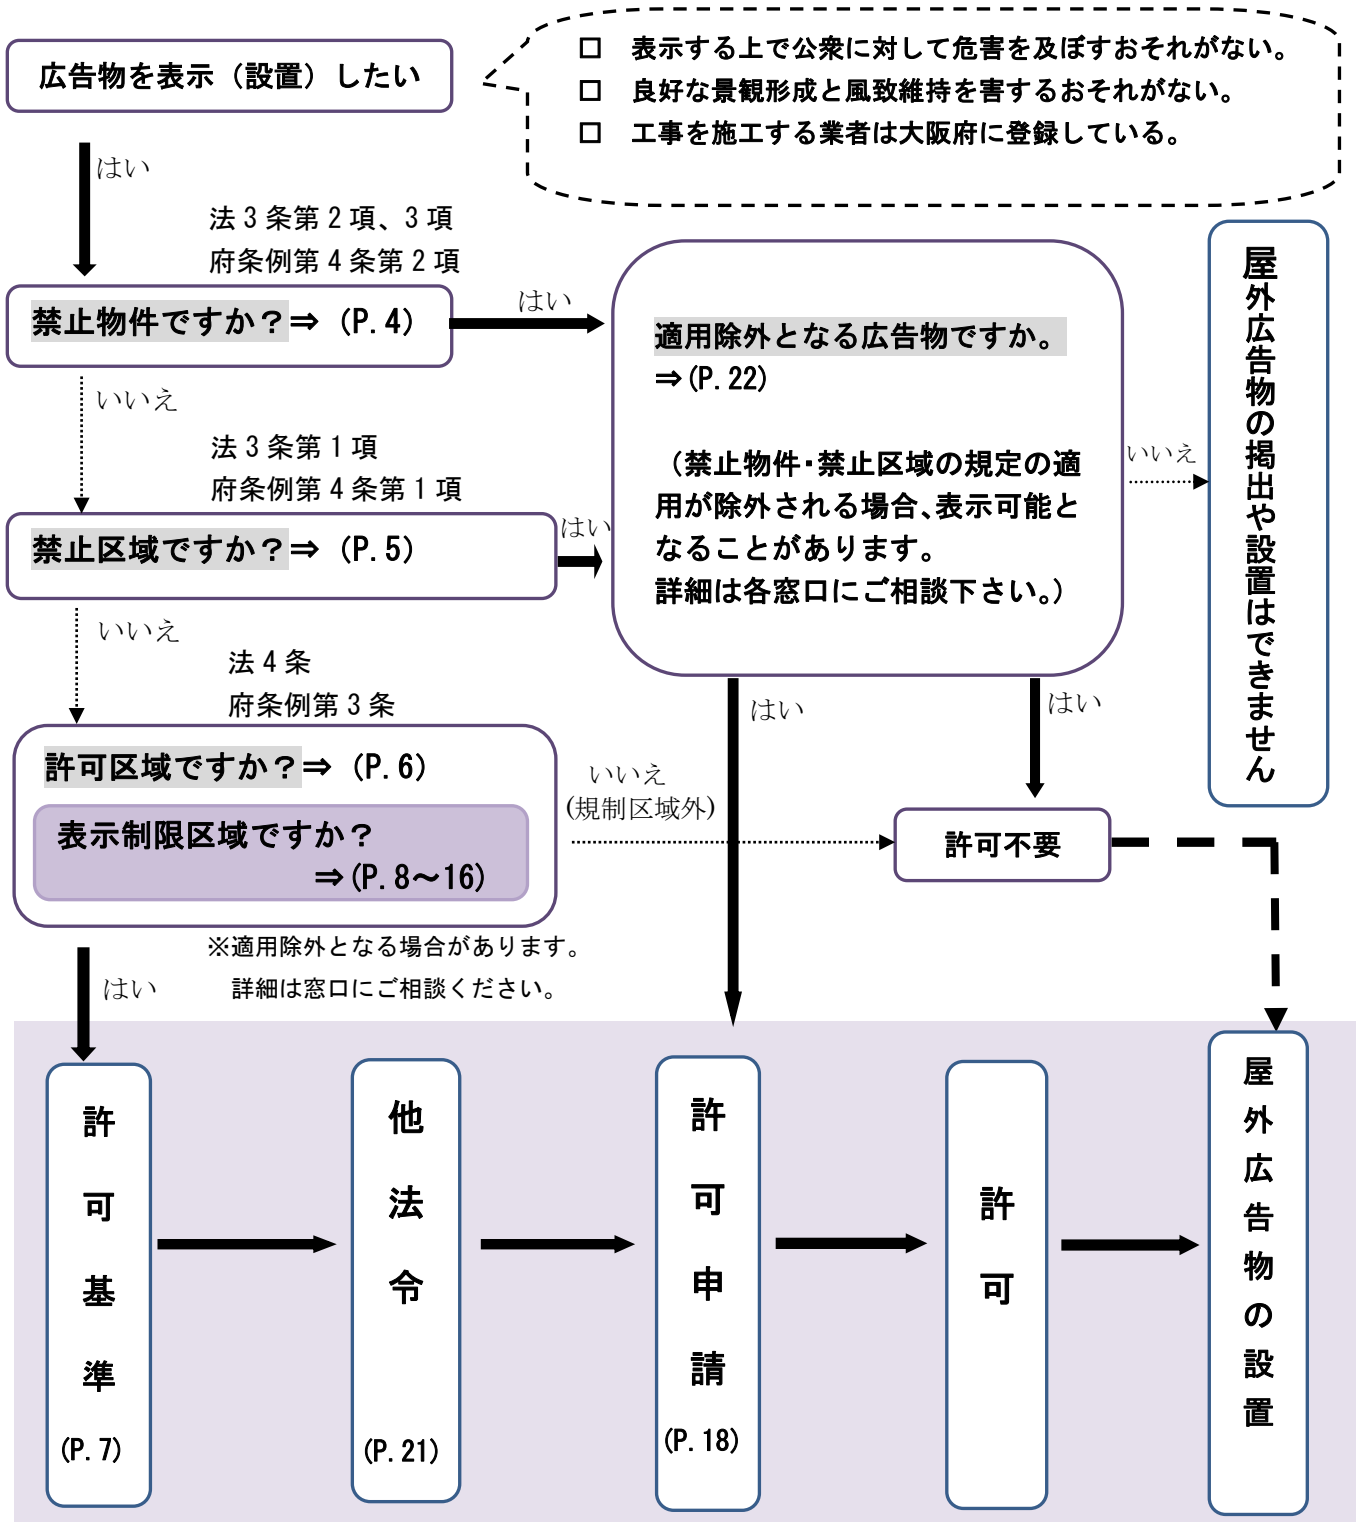 広告物を表示（設置）したい
□ 表示する上で公衆に対して危害を及ぼすおそれがない。
□ 良好な景観形成と風致維持を害するおそれがない。
□ 工事を施工する業者は大阪府に登録している。
はい
法３条第２項、３項
府条例第４条第２項
禁止物件ですか？⇒（P.4）
はい
いいえ
法３条第１項
府条例第４条第１項
禁止区域ですか？⇒（P.5）
はい
いいえ
適用除外となる広告物ですか。
⇒(P.22)
（禁止物件・禁止区域の規定の適
用が除外される場合、表示可能と
なることがあります。
詳細は各窓口にご相談下さい。）
いいえ
屋外広告物の掲出や設置はできません
法４条
府条例第３条
許可区域ですか？⇒（P.6）
表示制限区域ですか？
⇒(P.8～16)
いいえ
(規制区域外)
はい
はい
許可不要
※適用除外となる場合があります。
詳細は窓口にご相談ください。
はい
許可基準
(P.7)
他法令
(P.21)
許可申請
(P.18)
許可
屋外広告物の設置